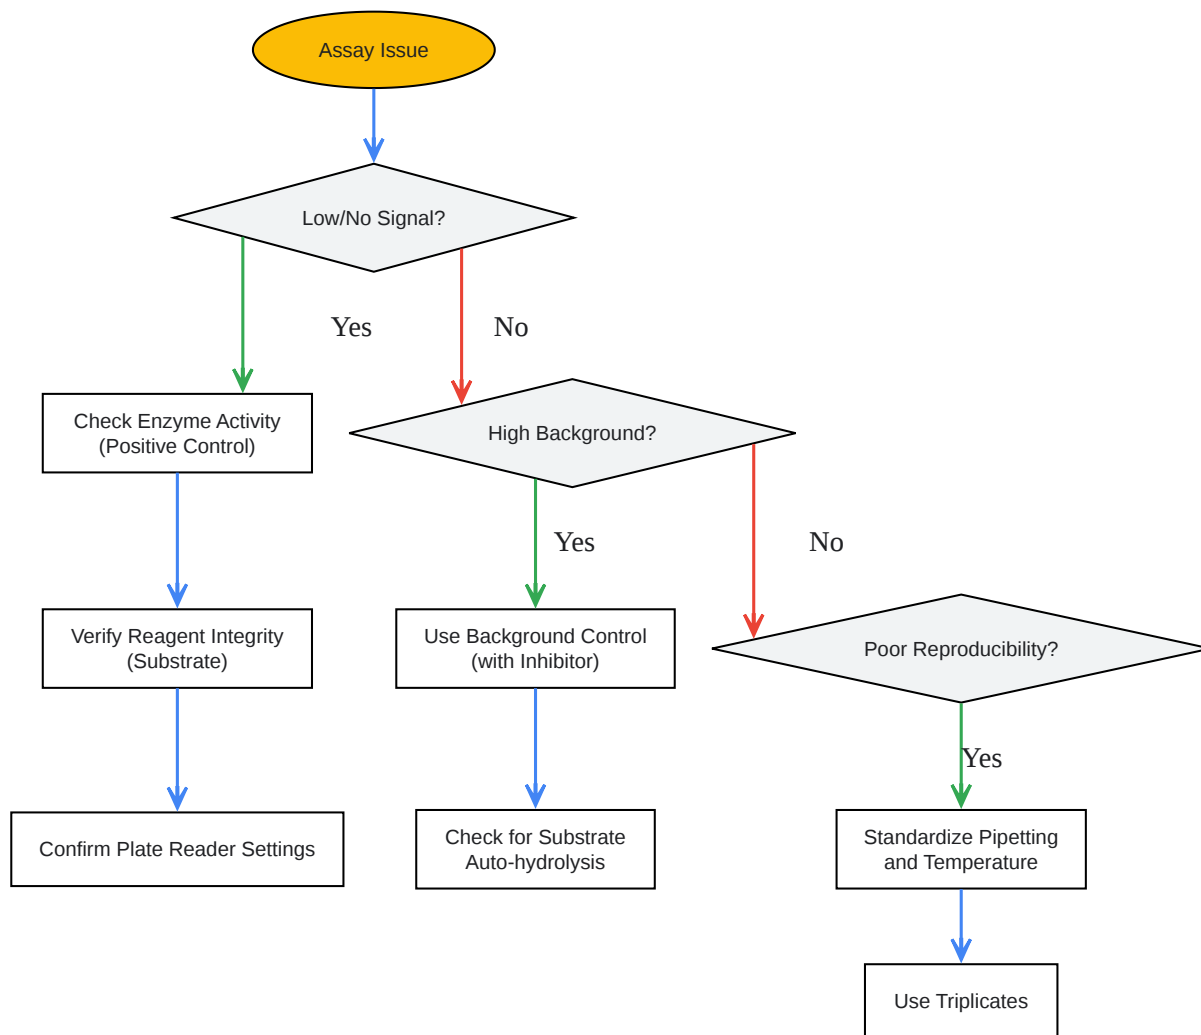 Assay Issue
Low/No Signal?
Yes
No
Check Enzyme Activity
(Positive Control)
High Background?
Yes
No
Verify Reagent Integrity
(Substrate)
Use Background Control
(with Inhibitor)
Poor Reproducibility?
Yes
Confirm Plate Reader Settings
Check for Substrate
Auto-hydrolysis
Standardize Pipetting
and Temperature
Use Triplicates